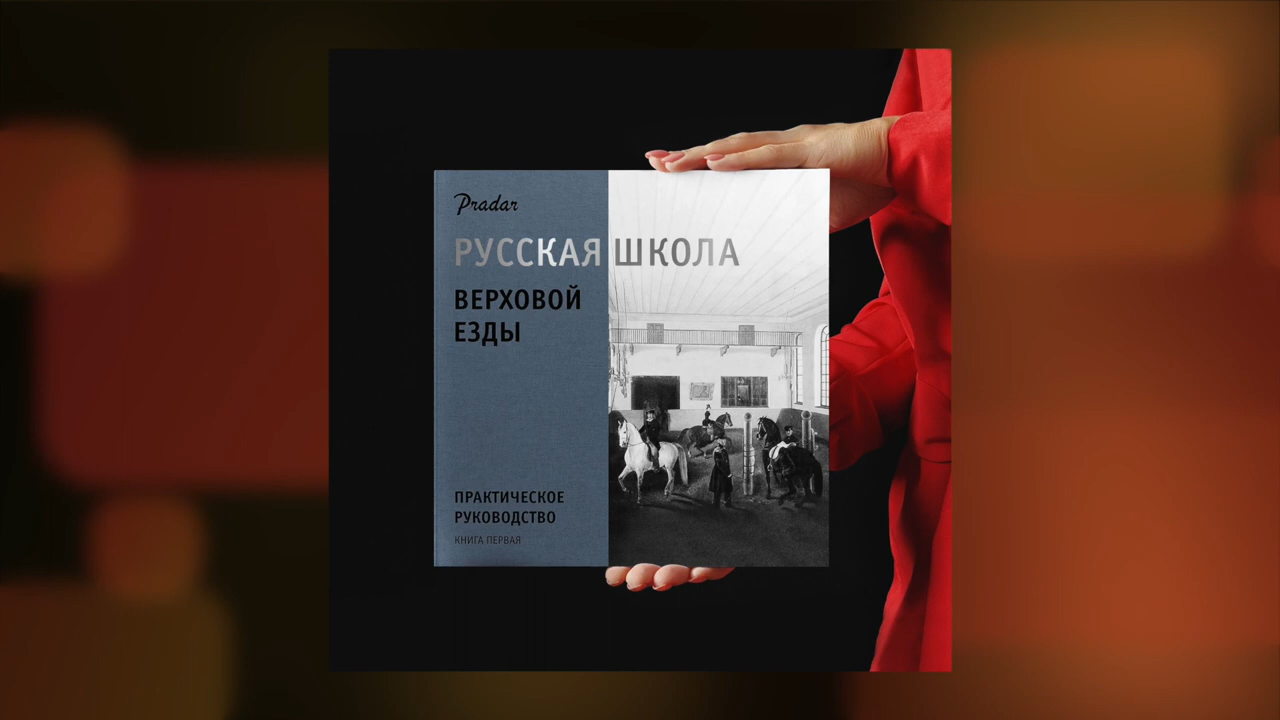 Pradar
РУССКАЯ ШКОЛА
ВЕРХОВОЙ
ЕЗДЫ
ПРАКТИЧЕСКОЕ
РУКОВОДСТВО
КНИГА ПЕРВАЯ